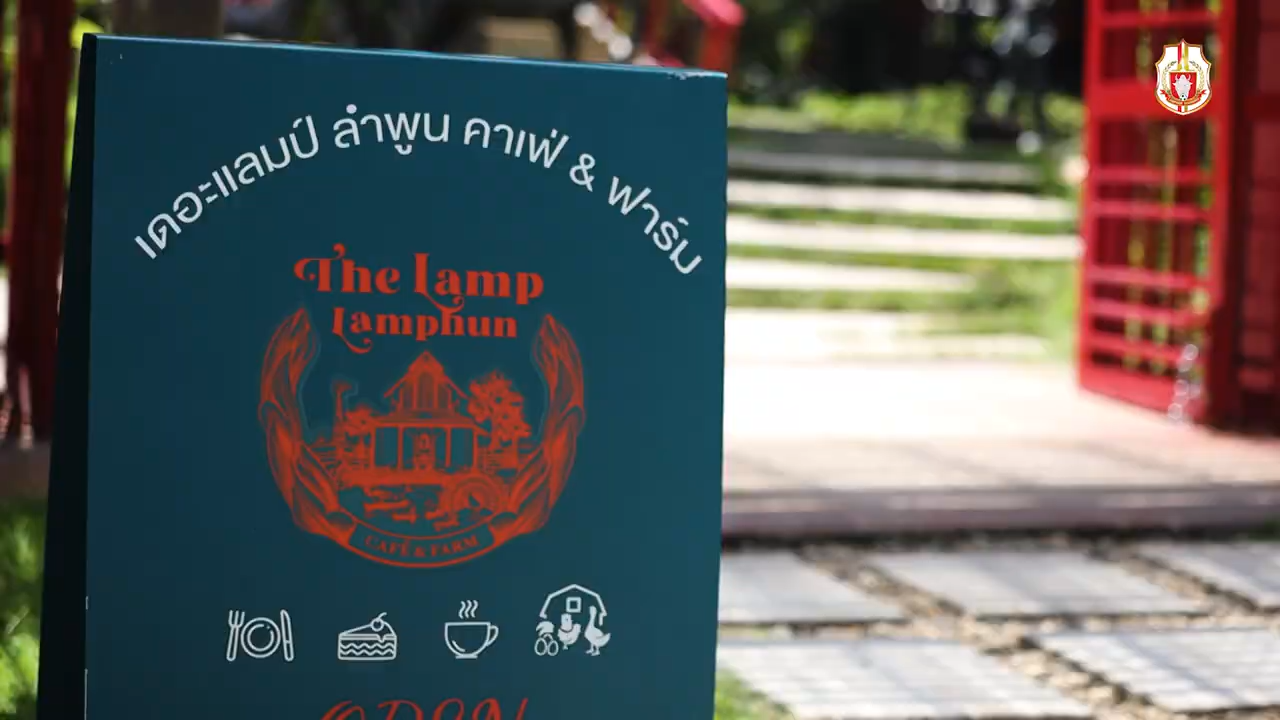 เดอะแลมป์ ลำพูน คาเฟ่ & ฟาร์ม
The Lamp
Lamphun
CAFÉ & FARM
OPEN